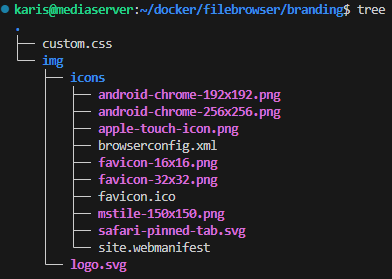 karis@mediaserver:~/docker/filebrowser/branding$ tree
.
├── custom.css
└── img
    ├── icons
    │   ├── android-chrome-192x192.png
    │   ├── android-chrome-256x256.png
    │   ├── apple-touch-icon.png
    │   ├── browserconfig.xml
    │   ├── favicon-16x16.png
    │   ├── favicon-32x32.png
    │   ├── favicon.ico
    │   ├── mstile-150x150.png
    │   ├── safari-pinned-tab.svg
    │   └── site.webmanifest
    └── logo.svg